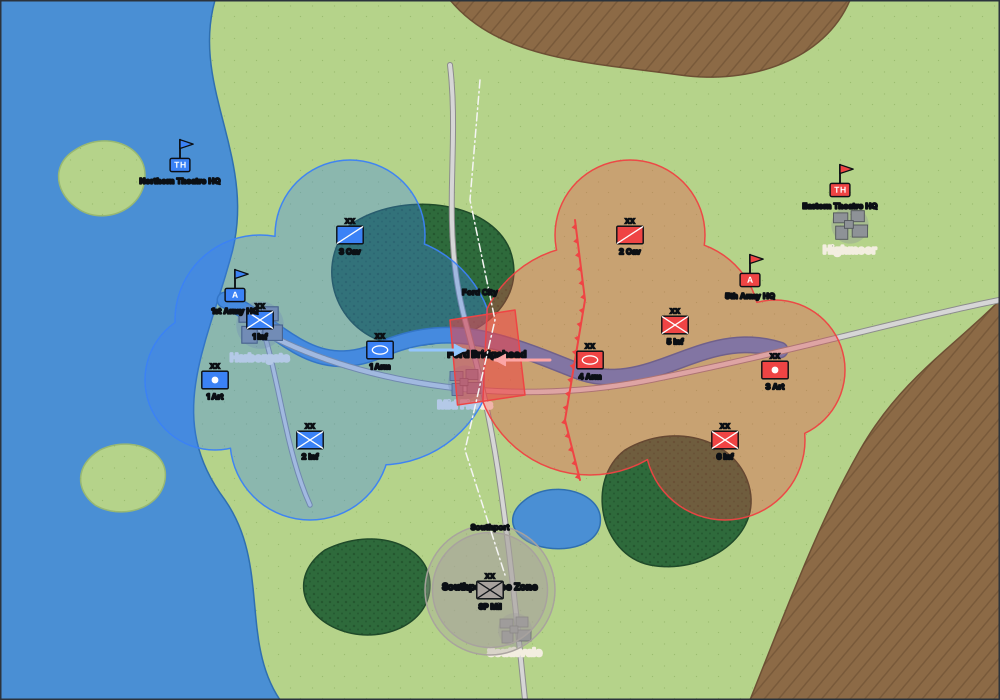 TH
Northern Theatre HQ
TH
Eastern Theatre HQ
Highmoor
XX
3 Cav
XX
2 Cav
A
1st Army HQ
A
5th Army HQ
Ford City
XX
1 Inf
XX
5 Inf
XX
1 Arm
Ford Bridgehead
XX
4 Arm
XX
1 Art
XX
3 Art
XX
2 Inf
XX
6 Inf
Southport
XX
Zone
SP Mil